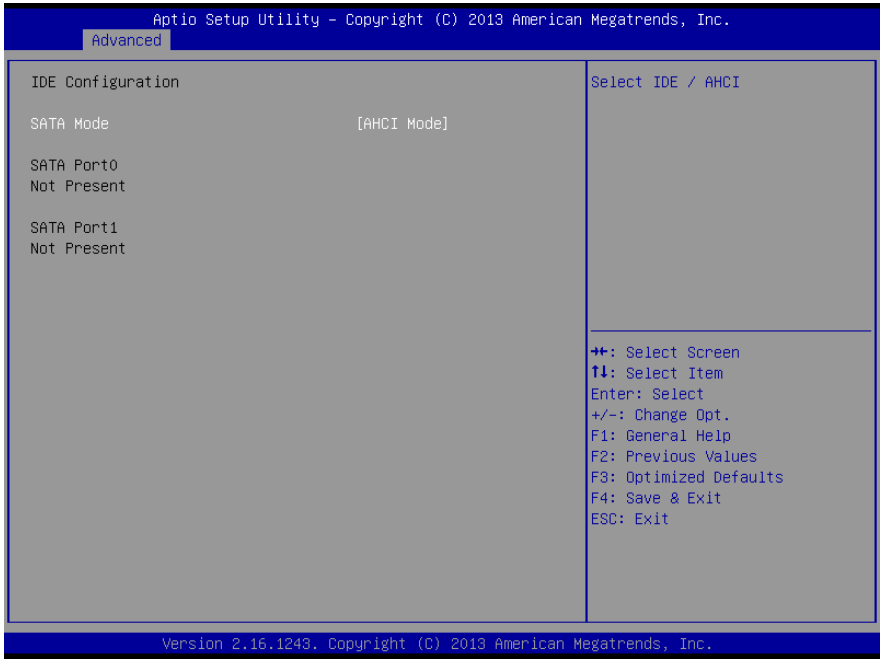 Aptio Setup Utility – Copyright (C) 2013 American Megatrends, Inc.
Advanced
IDE Configuration
SATA Mode [AHCI Mode]
SATA Port0
Not Present
SATA Port1
Not Present
Select IDE / AHCI
→←: Select Screen
↑↓: Select Item
Enter: Select
+/-: Change Opt.
F1: General Help
F2: Previous Values
F3: Optimized Defaults
F4: Save & Exit
ESC: Exit
Version 2.16.1243. Copyright (C) 2013 American Megatrends, Inc.